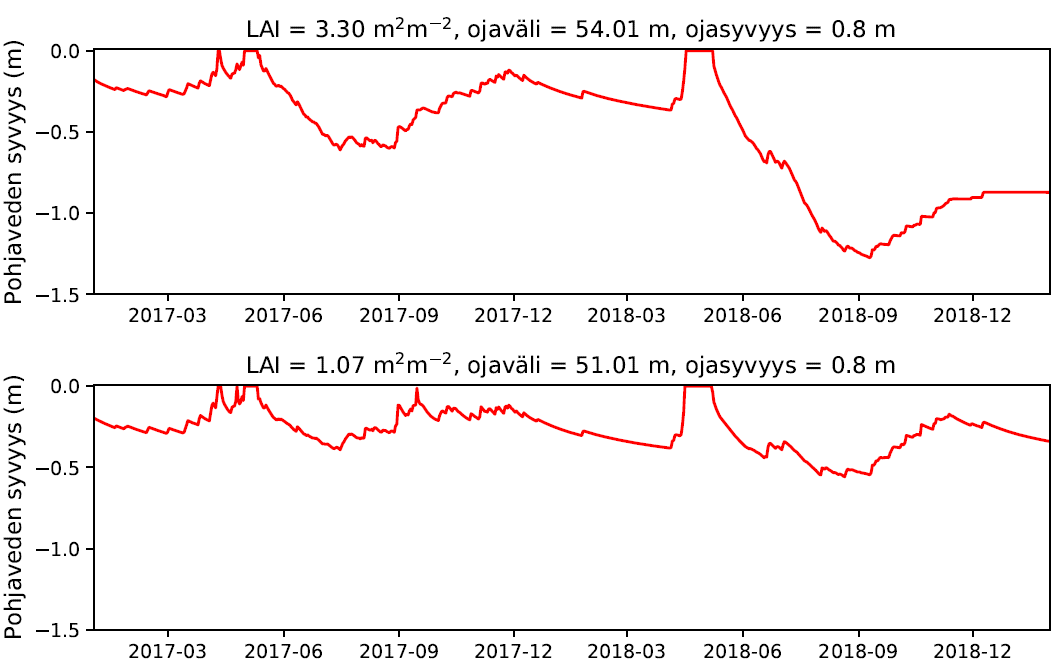 LAI = 3.30 m²m⁻², ojaväli = 54.01 m, ojasyvyys = 0.8 m
Pohjaveden syvyys (m)
0.0
−0.5
−1.0
−1.5
2017-03 2017-06 2017-09 2017-12 2018-03 2018-06 2018-09 2018-12
LAI = 1.07 m²m⁻², ojaväli = 51.01 m, ojasyvyys = 0.8 m
Pohjaveden syvyys (m)
0.0
−0.5
−1.0
−1.5
2017-03 2017-06 2017-09 2017-12 2018-03 2018-06 2018-09 2018-12